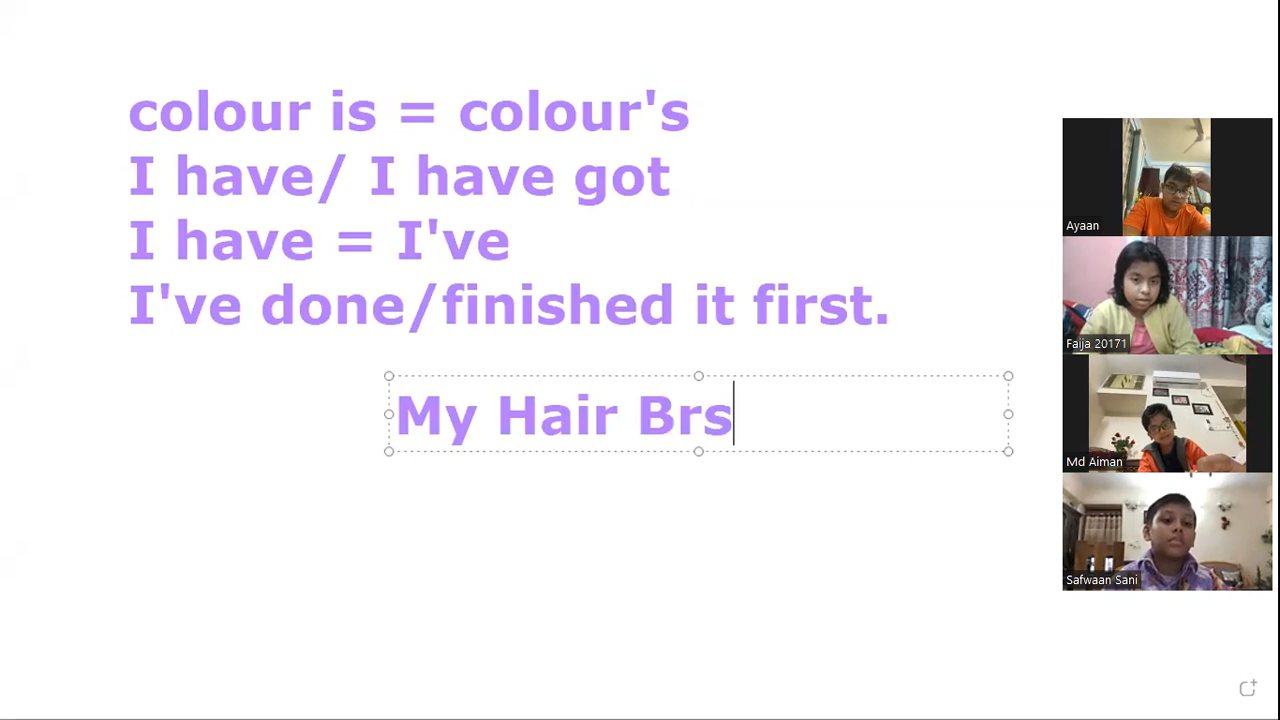 colour is = colour's
I have/ I have got
I have = I've
I've done/finished it first.
My Hair Brs
Ayaan
Faija 20171
Md Aiman
Safwaan Sani